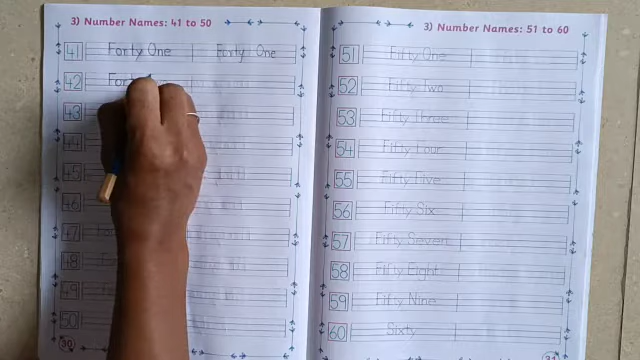 3) Number Names: 41 to 50
41 Forty One Forty One
42
43
44
45
46
47
48
49
50
30
3) Number Names: 51 to 60
51 Fifty One
52 Fifty Two
53 Fifty Three
54 Fifty Four
55 Fifty Five
56 Fifty Six
57 Fifty Seven
58 Fifty Eight
59 Fifty Nine
60 Sixty
31